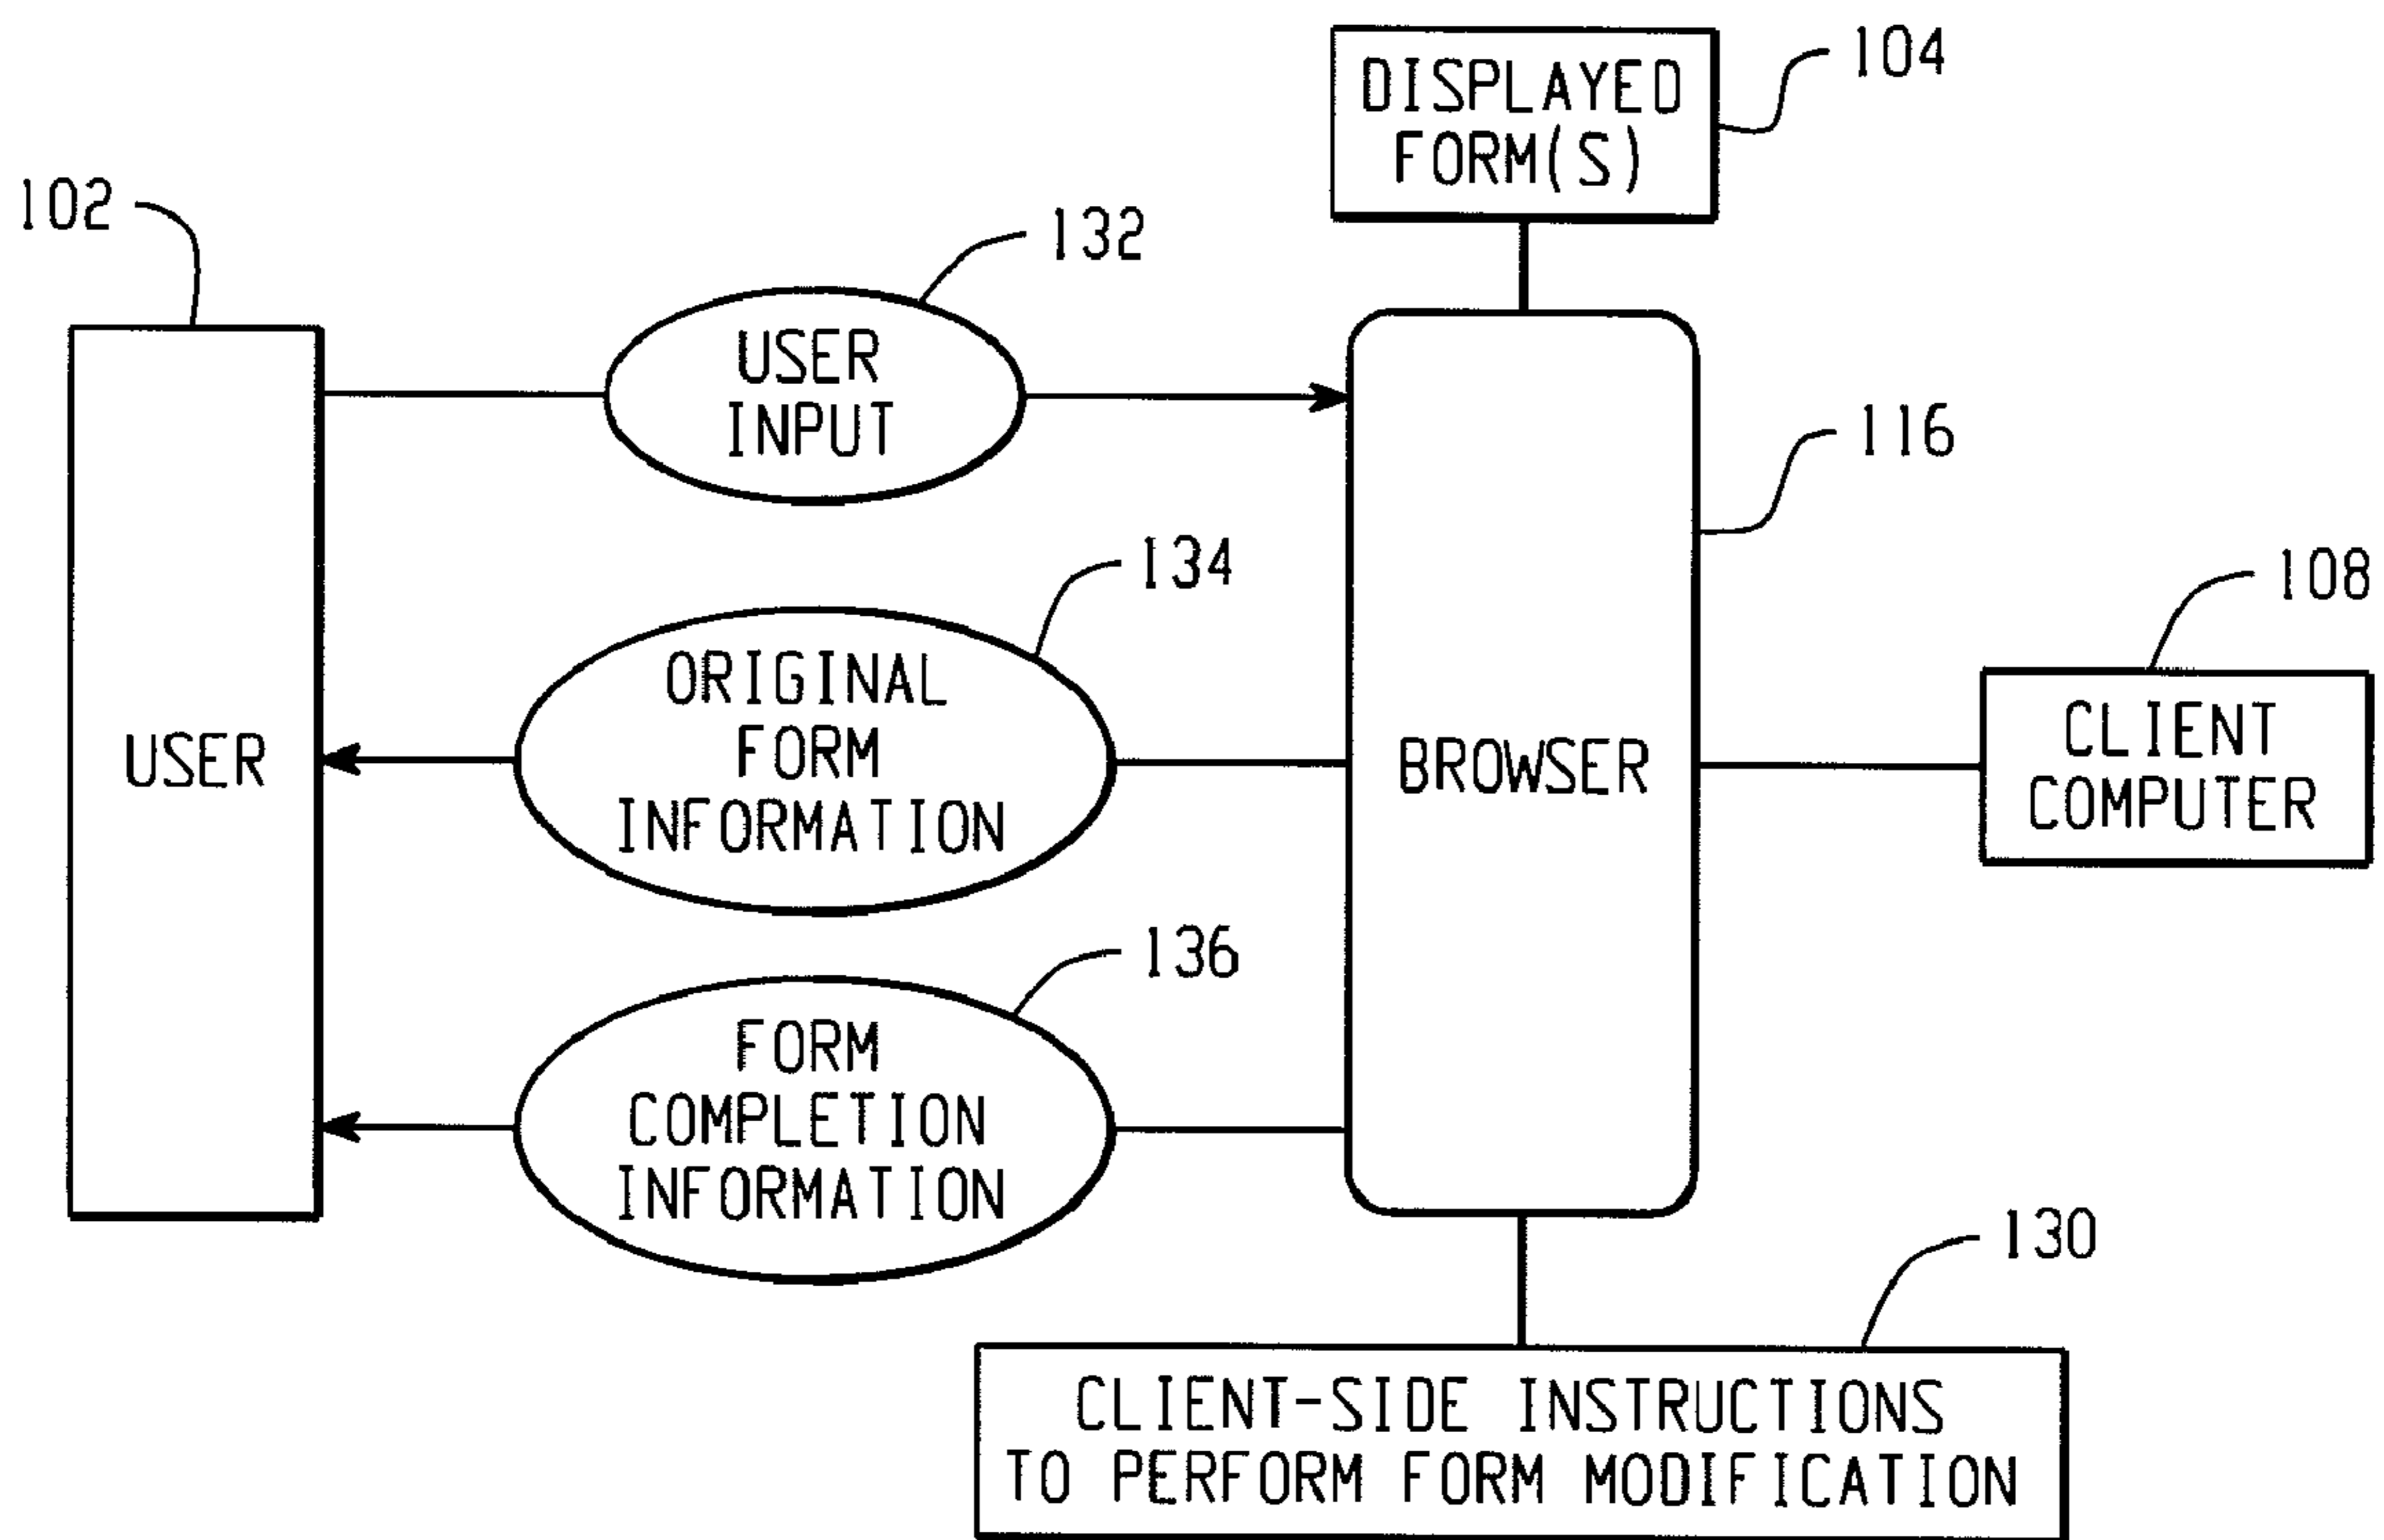 DISPLAYED
FORM(S)
104
102
132
USER
INPUT
116
134
108
ORIGINAL
FORM
INFORMATION
USER
BROWSER
CLIENT
COMPUTER
136
FORM
COMPLETION
INFORMATION
130
CLIENT-SIDE INSTRUCTIONS
TO PERFORM FORM MODIFICATION